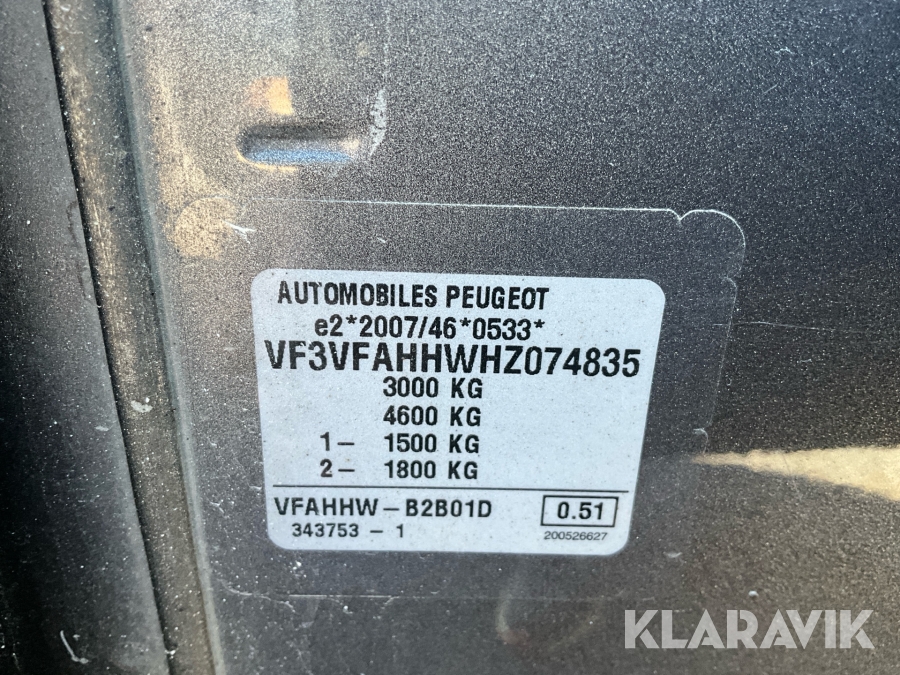 AUTOMOBILES PEUGEOT
e2*2007/46*0533*
VF3VFAHHWHZ074835
3000 KG
4600 KG
1- 1500 KG
2- 1800 KG
VFAHHW-B2B01D 0.51
343753 - 1 200526627
KLARAVIK